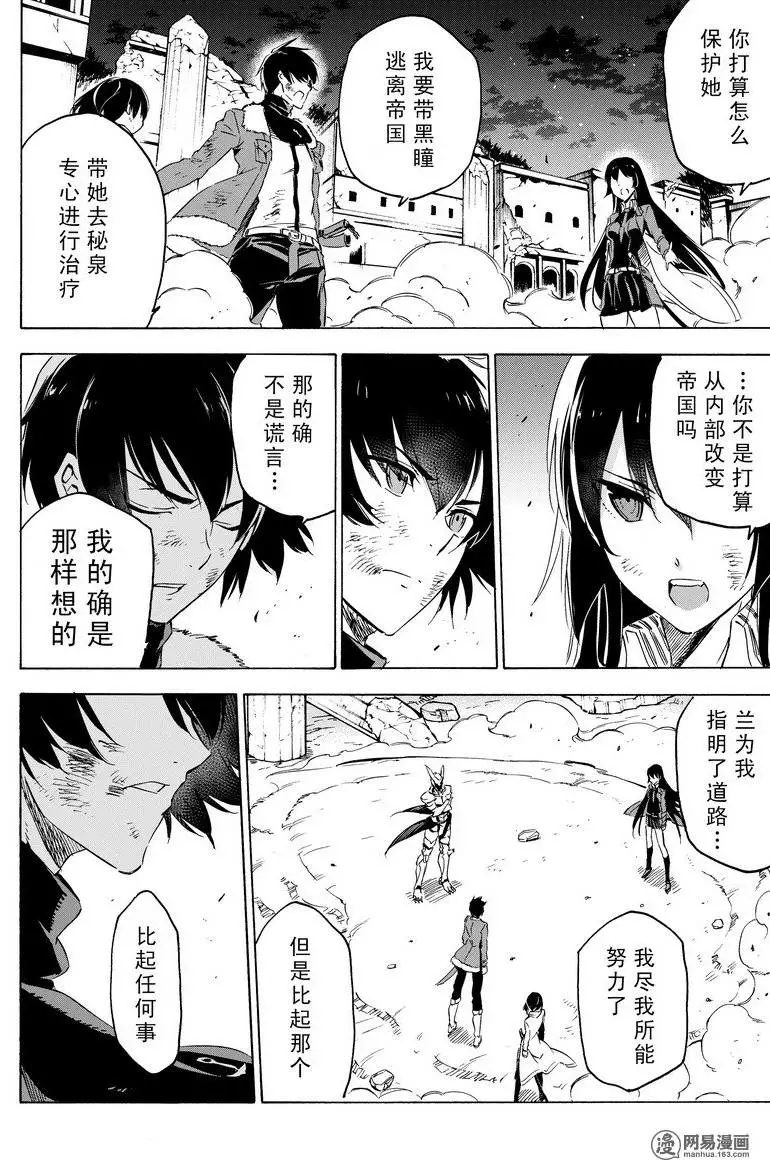 你打算怎么
保护她
我要带黑瞳
逃离帝国
带她去秘泉
专心进行治疗
…你不是打算
从内部改变
帝国吗
那的确
不是谎言…
我的确是
那样想的
兰为我
指明了道路…
我尽我所能
努力了
但是比起那个
比起任何事
漫 网易漫画
manhua.163.com